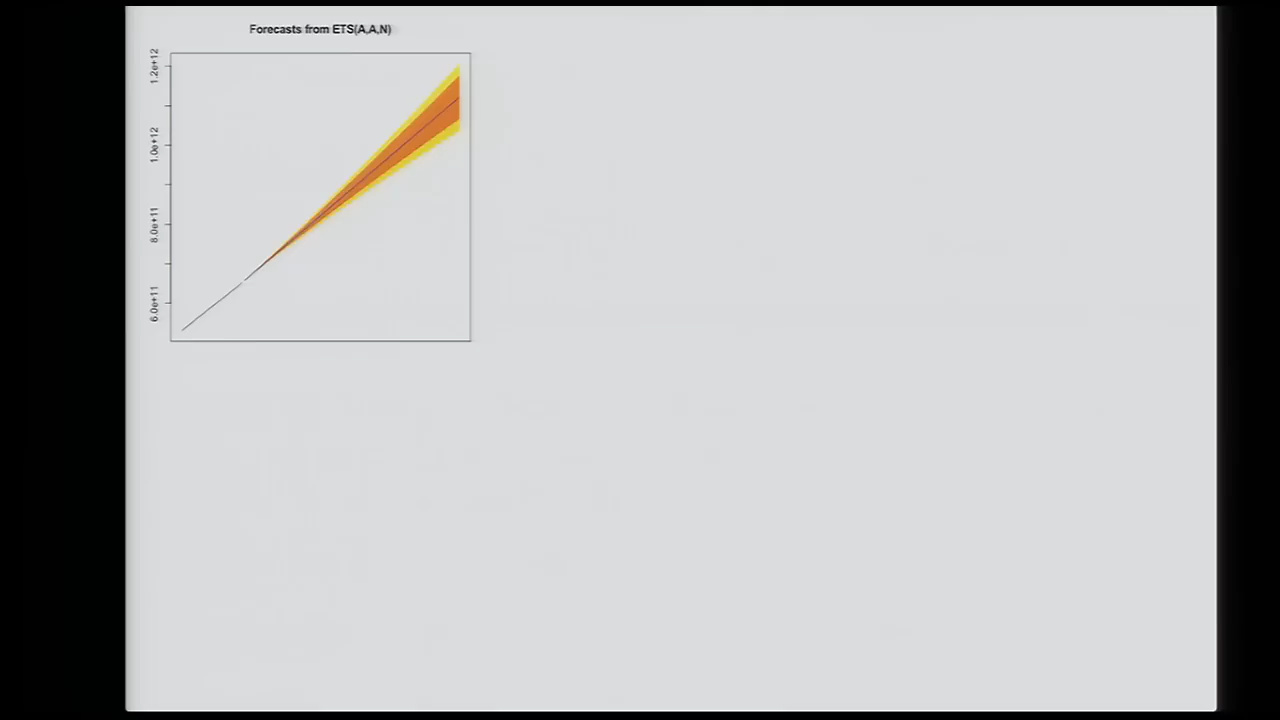 Forecasts from ETS(A,A,N)
1.2e+12
1.0e+12
8.0e+11
6.0e+11